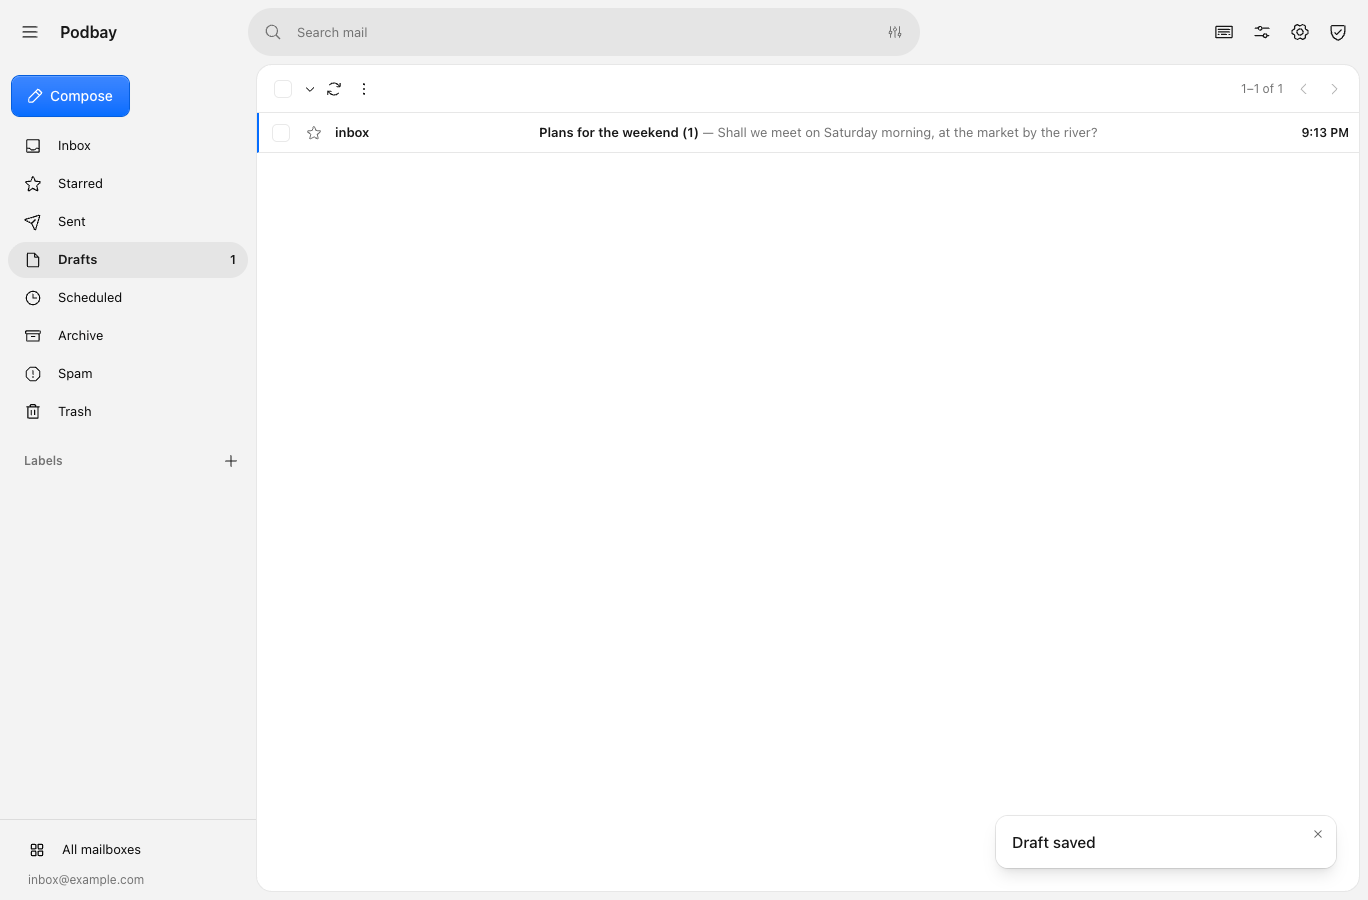 Podbay
Search mail
Compose
1–1 of 1
inbox Plans for the weekend (1) — Shall we meet on Saturday morning, at the market by the river? 9:13 PM
Inbox
Starred
Sent
Drafts 1
Scheduled
Archive
Spam
Trash
Labels
All mailboxes
inbox@example.com
Draft saved